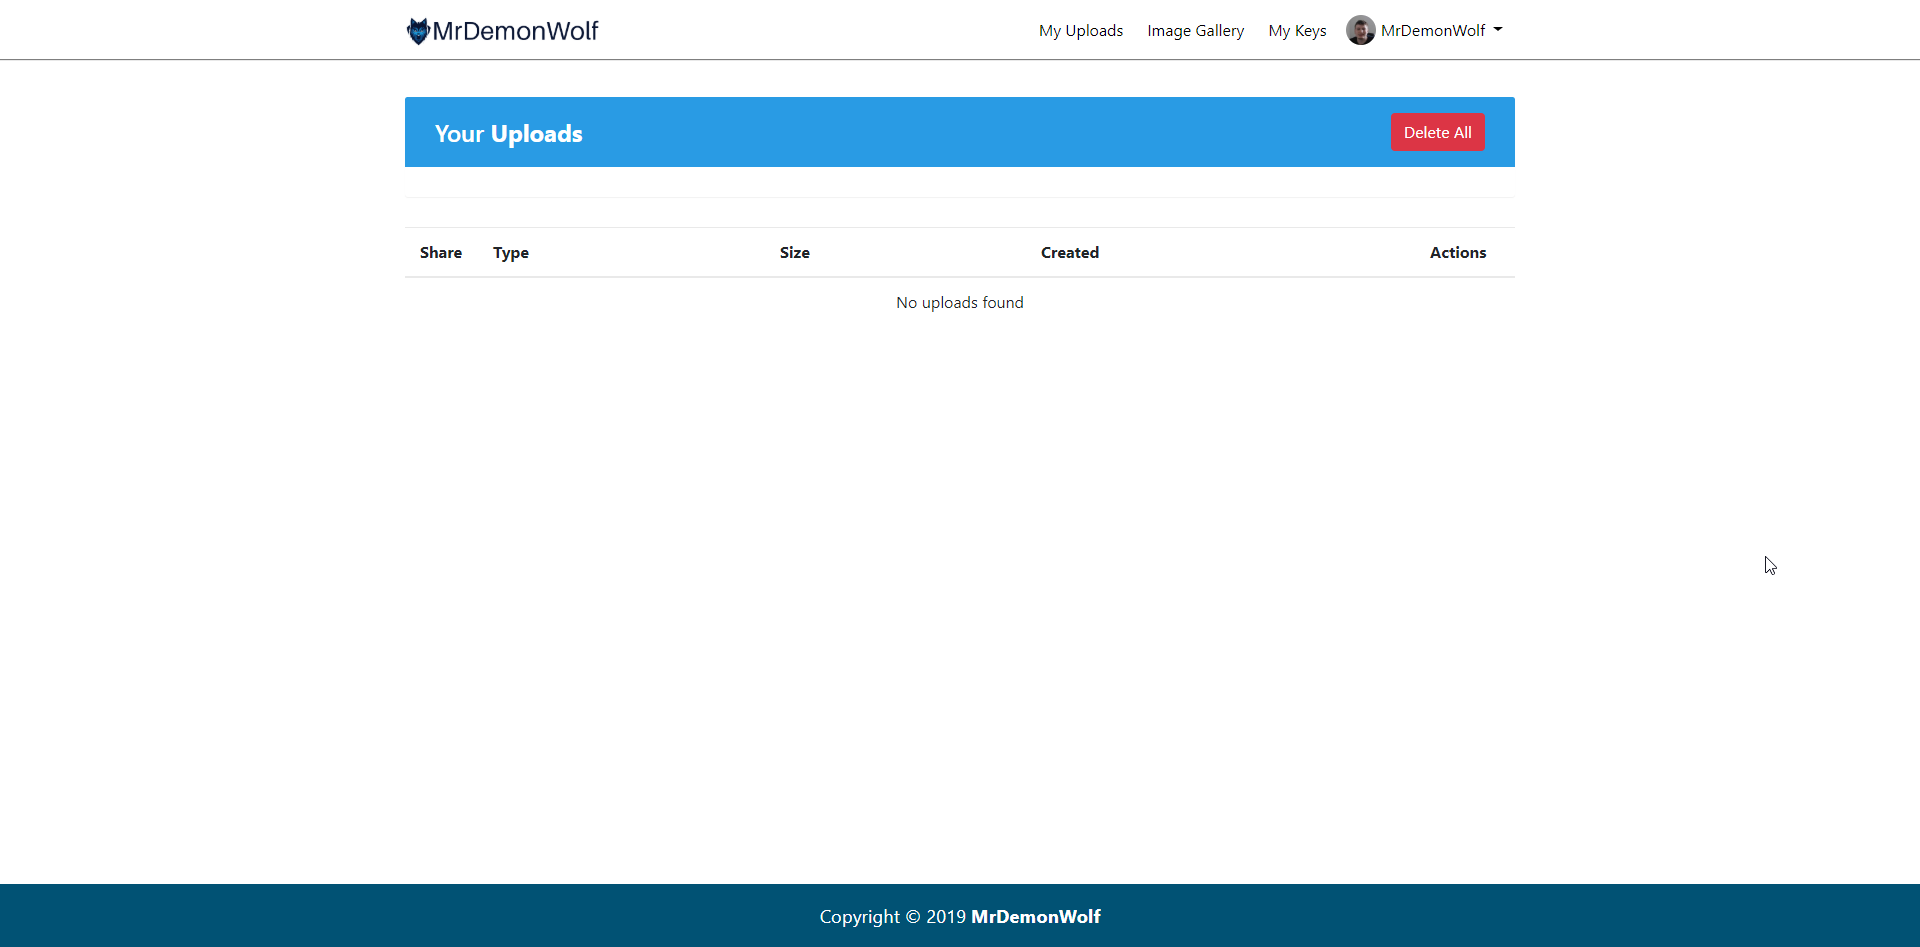 MrDemonWolf
My Uploads
Image Gallery
My Keys
MrDemonWolf
Your Uploads
Delete All
Share Type Size Created Actions
No uploads found
Copyright © 2019 MrDemonWolf